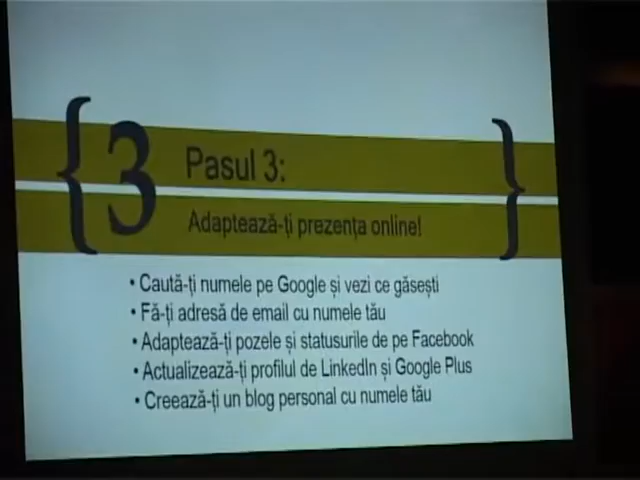 { 3 Pasul 3: }
Adaptează-ți prezența online!
• Caută-ți numele pe Google și vezi ce găsești
• Fă-ți adresă de email cu numele tău
• Adaptează-ți pozele și statusurile de pe Facebook
• Actualizează-ți profilul de LinkedIn și Google Plus
• Creează-ți un blog personal cu numele tău